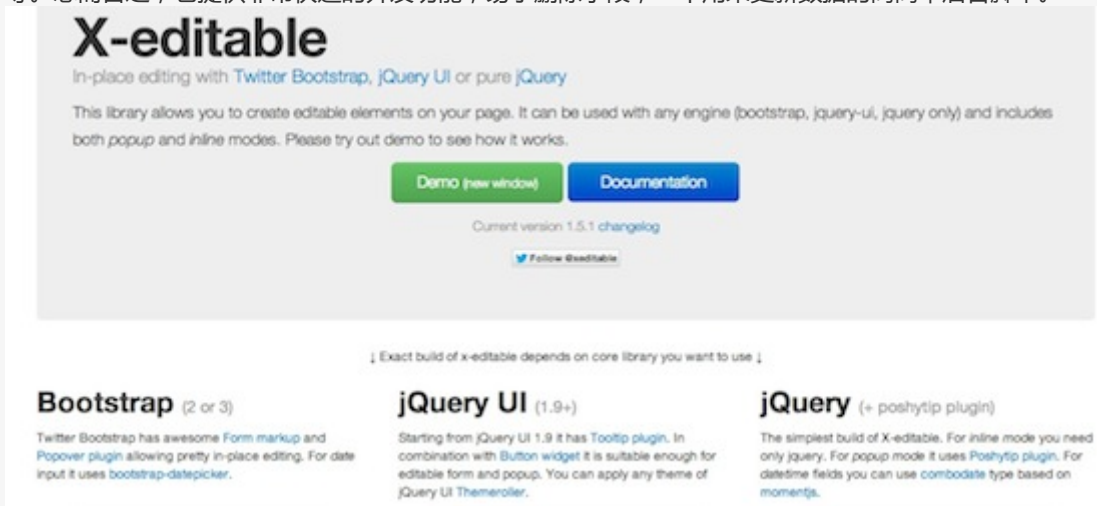 X-editable
In-place editing with Twitter Bootstrap, jQuery UI or pure jQuery
This library allows you to create editable elements on your page. It can be used with any engine (bootstrap, jquery-ui, jquery only) and includes
both popup and inline modes. Please try out demo to see how it works.
Demo (new window) Documentation
Current version 1.5.1 changelog
Follow @xeditable
↓ Exact build of x-editable depends on core library you want to use ↓
Bootstrap (2 or 3)
Twitter Bootstrap has awesome Form markup and
Popover plugin allowing pretty in-place editing. For date
input it uses bootstrap-datepicker.
jQuery UI (1.9+)
Starting from jQuery UI 1.9 it has Tooltip plugin. In
combination with Button widget it is suitable enough for
editable form and popup. You can apply any theme of
jQuery UI Themeroller.
jQuery (+ poshytip plugin)
The simplest build of X-editable. For inline mode you need
only jquery. For popup mode it uses Poshytip plugin. For
datetime fields you can use combodate type based on
momentjs.